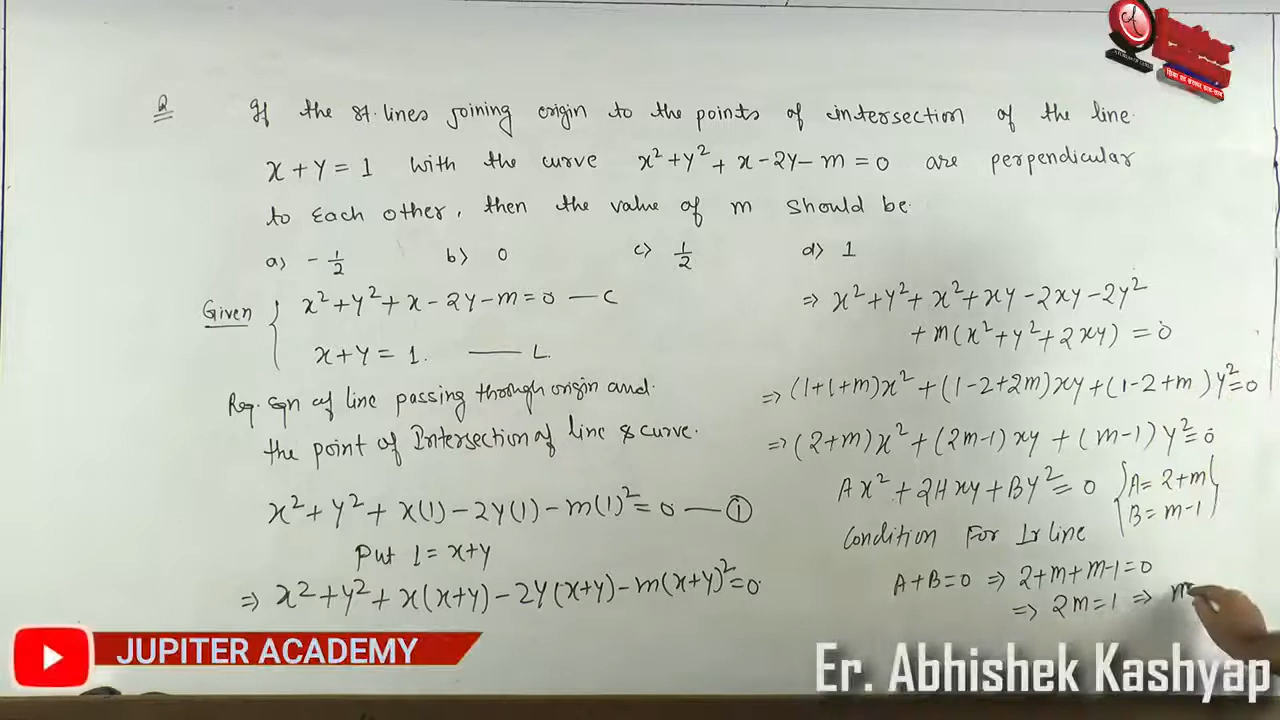 Q If the st. lines joining origin to the points of intersection of the line
x + y = 1 with the curve x² + y² + x - 2y - m = 0 are perpendicular
to Each other, then the value of m should be.
a) -1/2 b) 0 c) 1/2 d) 1
Given { x² + y² + x - 2y - m = 0 — C
x + y = 1. — L.
Req. Eqn of line passing through origin and.
the point of Intersection of line & curve.
x² + y² + x(1) - 2y(1) - m(1)² = 0 — ①
Put 1 = x+y
⇒ x² + y² + x(x+y) - 2y(x+y) - m(x+y)² = 0.
⇒ x² + y² + x² + xy - 2xy - 2y²
+ m(x² + y² + 2xy) = 0
⇒ (1+1+m)x² + (1-2+2m)xy + (1-2+m)y² = 0
⇒ (2+m)x² + (2m-1)xy + (m-1)y² = 0
Ax² + 2Hxy + By² = 0 { A = 2+m
B = m-1 }
Condition For ⊥r line
A+B=0 ⇒ 2+m+m-1=0
⇒ 2m=1 ⇒ m
JUPITER ACADEMY
Er. Abhishek Kashyap